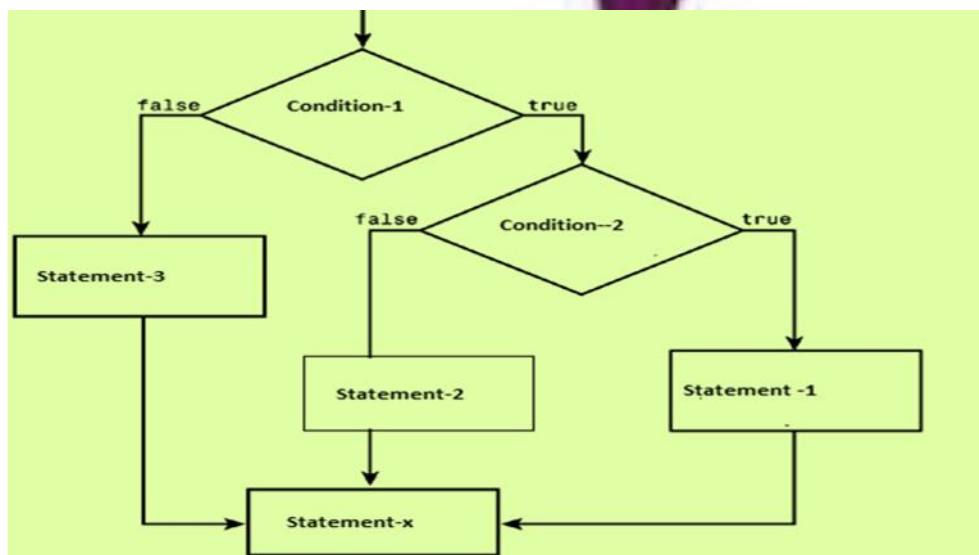 Condition-1
false
true
Condition--2
false
true
Statement-3
Statement-2
Statement -1
Statement-x